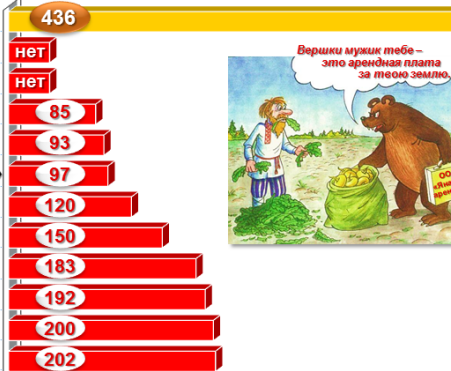 436
нет
нет
85
93
97
120
150
183
192
200
202
Вершки мужик тебе –
это арендная плата
за твою землю.
ОО